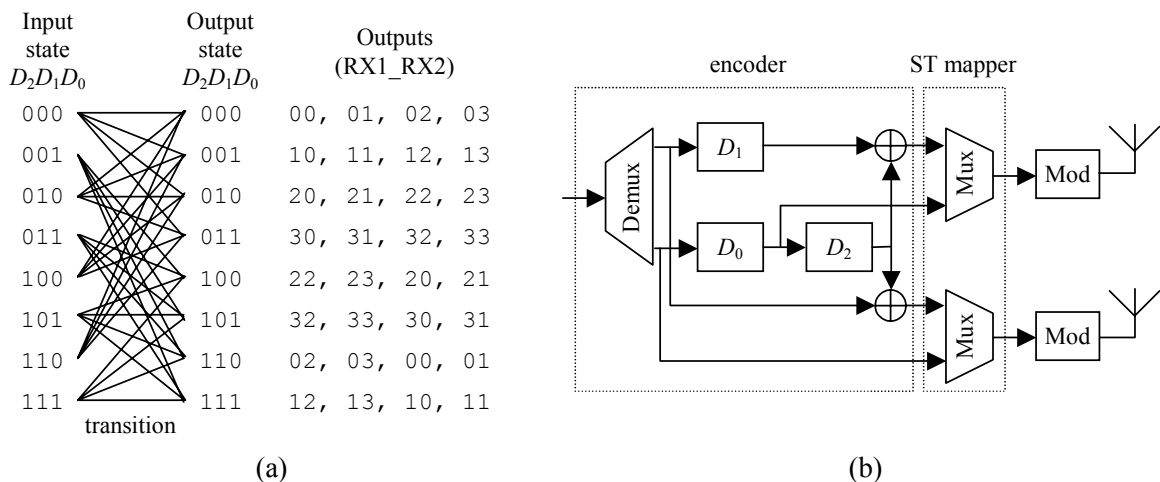 Input
state
D2D1D0
Output
state
D2D1D0
Outputs
(RX1_RX2)
000 000 00, 01, 02, 03
001 001 10, 11, 12, 13
010 010 20, 21, 22, 23
011 011 30, 31, 32, 33
100 100 22, 23, 20, 21
101 101 32, 33, 30, 31
110 110 02, 03, 00, 01
111 111 12, 13, 10, 11
transition
(a)
encoder
ST mapper
Demux
D1
D0
D2
Mux
Mod
Mux
Mod
(b)